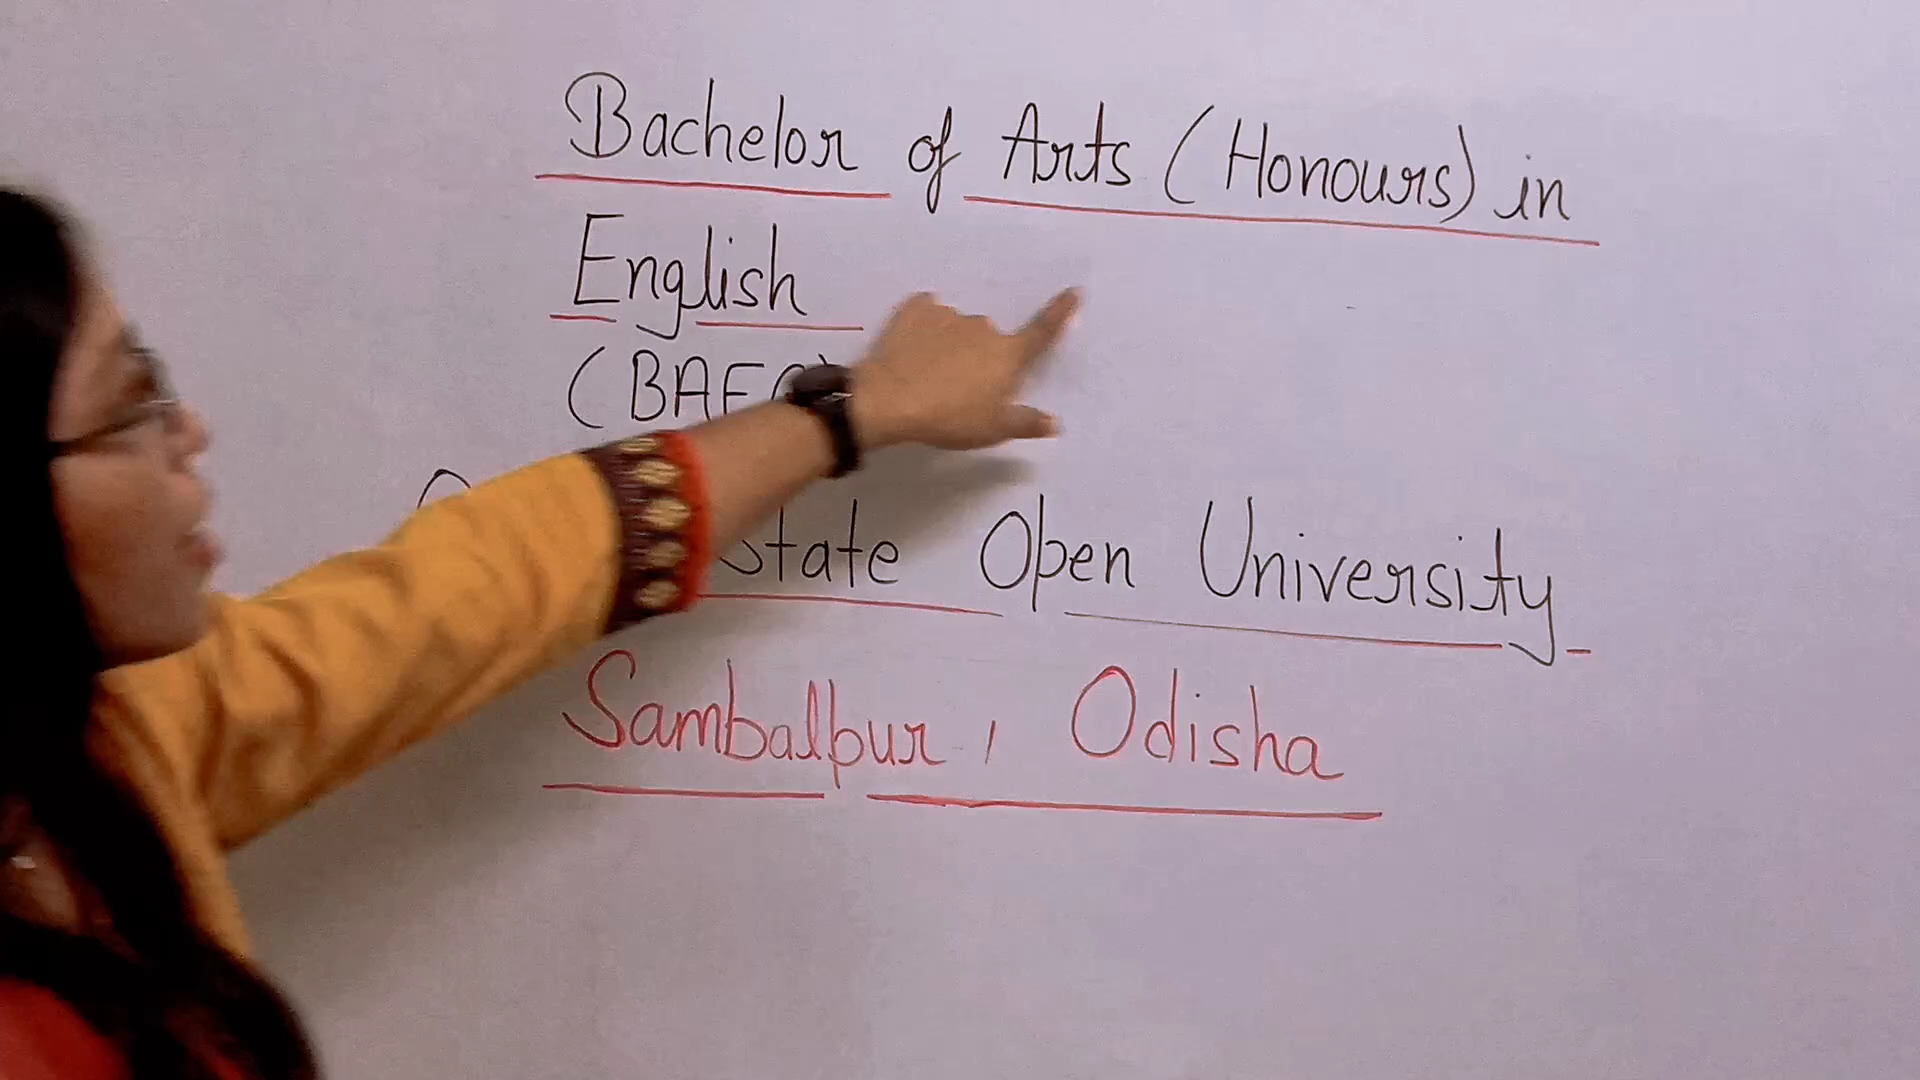 Bachelor of Arts (Honours) in
English
State Open University
Sambalpur, Odisha